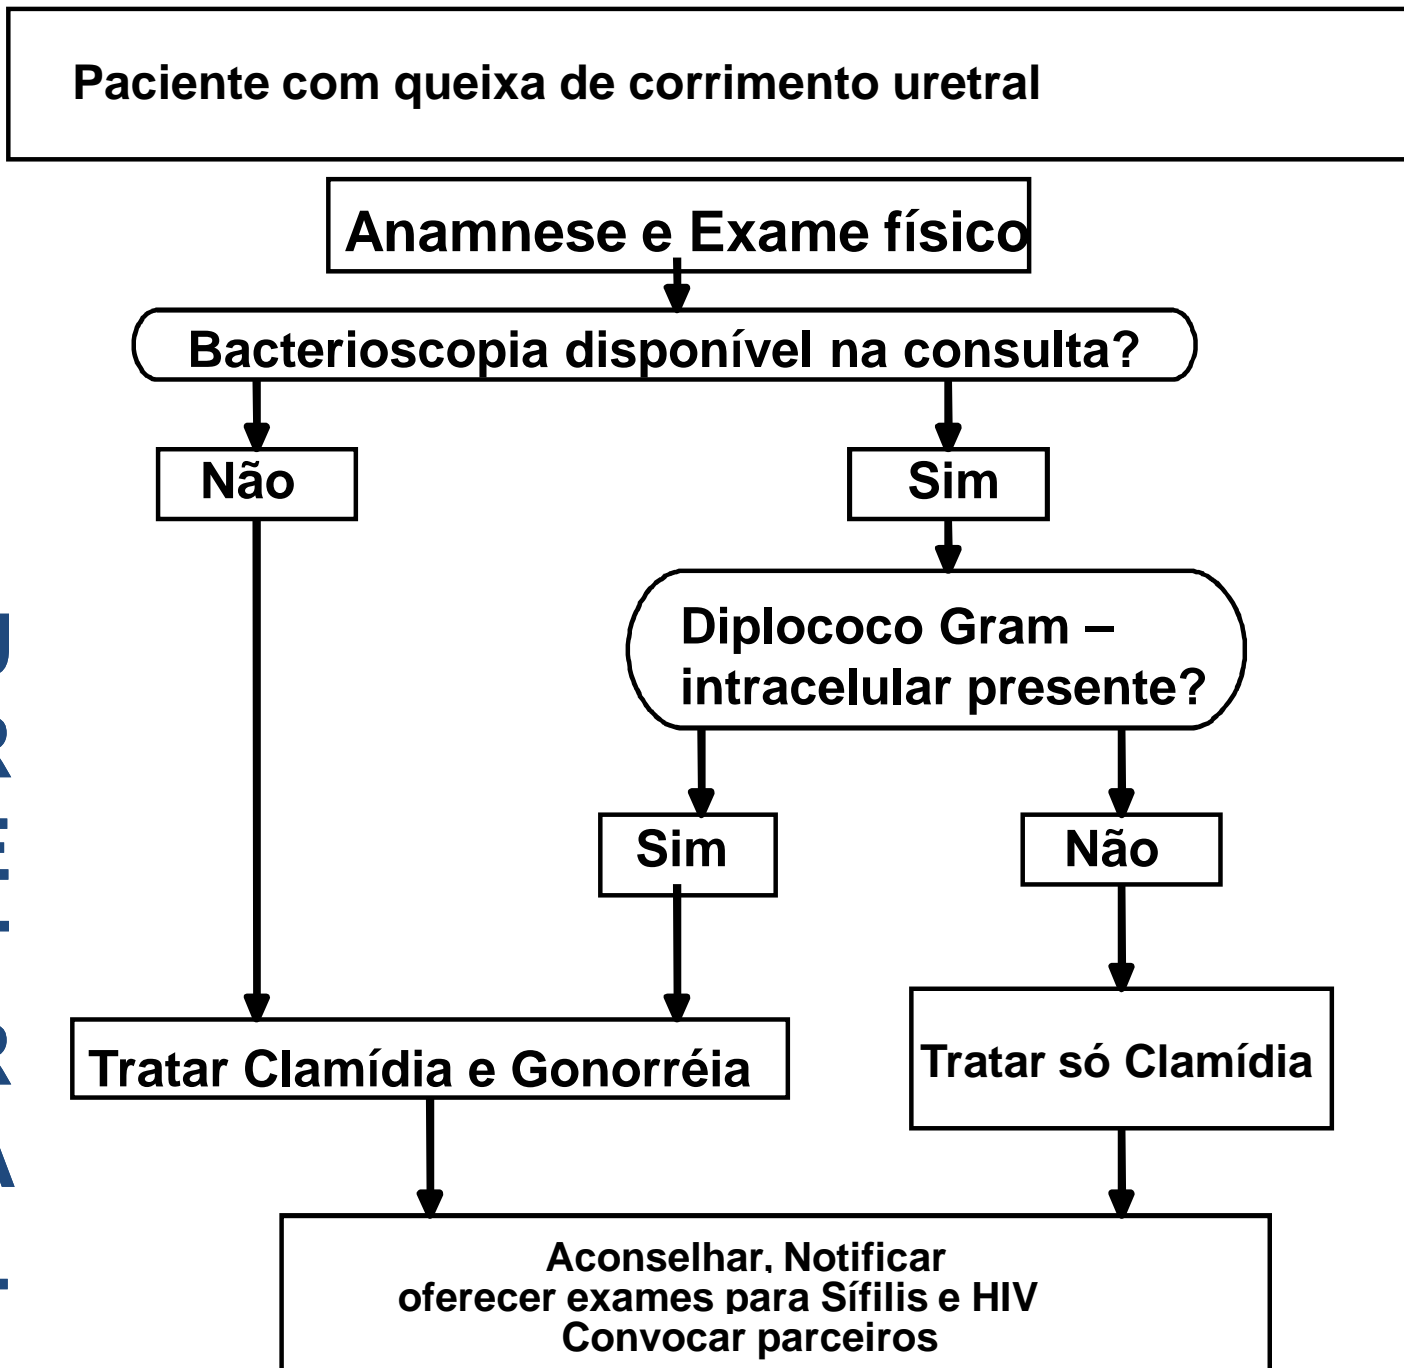 Paciente com queixa de corrimento uretral
Anamnese e Exame físico
Bacterioscopia disponível na consulta?
Não
Sim
Diplococo Gram –
intracelular presente?
Sim
Não
Tratar Clamídia e Gonorréia
Tratar só Clamídia
Aconselhar, Notificar
oferecer exames para Sífilis e HIV
Convocar parceiros